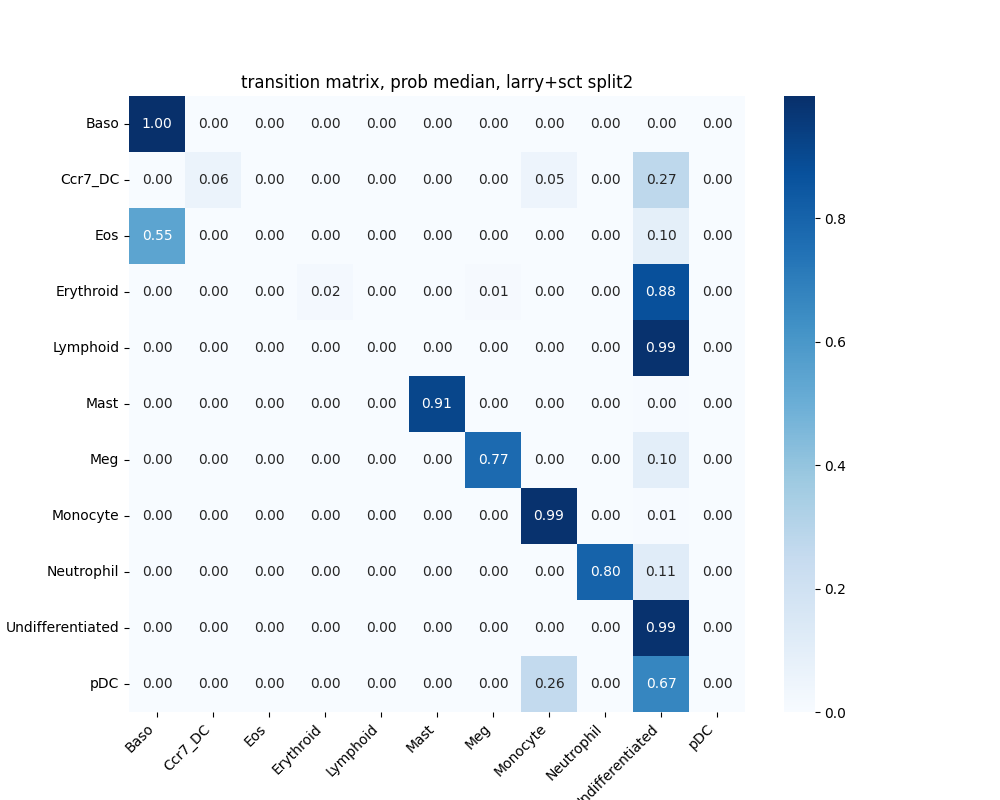 transition matrix, prob median, larry+sct split2
Baso 1.00 0.00 0.00 0.00 0.00 0.00 0.00 0.00 0.00 0.00 0.00
Ccr7_DC 0.00 0.06 0.00 0.00 0.00 0.00 0.00 0.05 0.00 0.27 0.00
Eos 0.55 0.00 0.00 0.00 0.00 0.00 0.00 0.00 0.00 0.10 0.00
Erythroid 0.00 0.00 0.00 0.02 0.00 0.00 0.01 0.00 0.00 0.88 0.00
Lymphoid 0.00 0.00 0.00 0.00 0.00 0.00 0.00 0.00 0.00 0.99 0.00
Mast 0.00 0.00 0.00 0.00 0.00 0.91 0.00 0.00 0.00 0.00 0.00
Meg 0.00 0.00 0.00 0.00 0.00 0.00 0.77 0.00 0.00 0.10 0.00
Monocyte 0.00 0.00 0.00 0.00 0.00 0.00 0.00 0.99 0.00 0.01 0.00
Neutrophil 0.00 0.00 0.00 0.00 0.00 0.00 0.00 0.00 0.80 0.11 0.00
Undifferentiated 0.00 0.00 0.00 0.00 0.00 0.00 0.00 0.00 0.00 0.99 0.00
pDC 0.00 0.00 0.00 0.00 0.00 0.00 0.00 0.26 0.00 0.67 0.00
Baso Ccr7_DC Eos Erythroid Lymphoid Mast Meg Monocyte Neutrophil ndifferentiated pDC
0.8
0.6
0.4
0.2
0.0